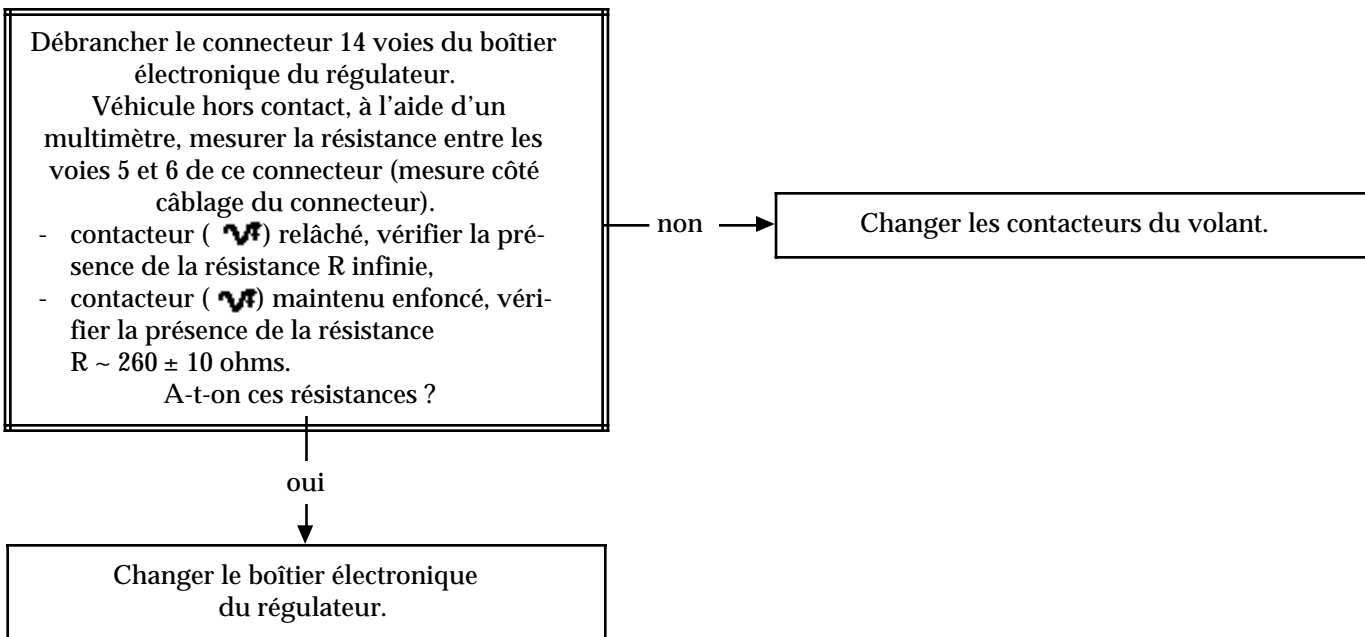 Débrancher le connecteur 14 voies du boîtier
électronique du régulateur.
Véhicule hors contact, à l'aide d'un
multimètre, mesurer la résistance entre les
voies 5 et 6 de ce connecteur (mesure côté
câblage du connecteur).
- contacteur ( ) relâché, vérifier la pré-
sence de la résistance R infinie,
- contacteur ( ) maintenu enfoncé, véri-
fier la présence de la résistance
R ~ 260 ± 10 ohms.
A-t-on ces résistances ?
non
Changer les contacteurs du volant.
oui
Changer le boîtier électronique
du régulateur.